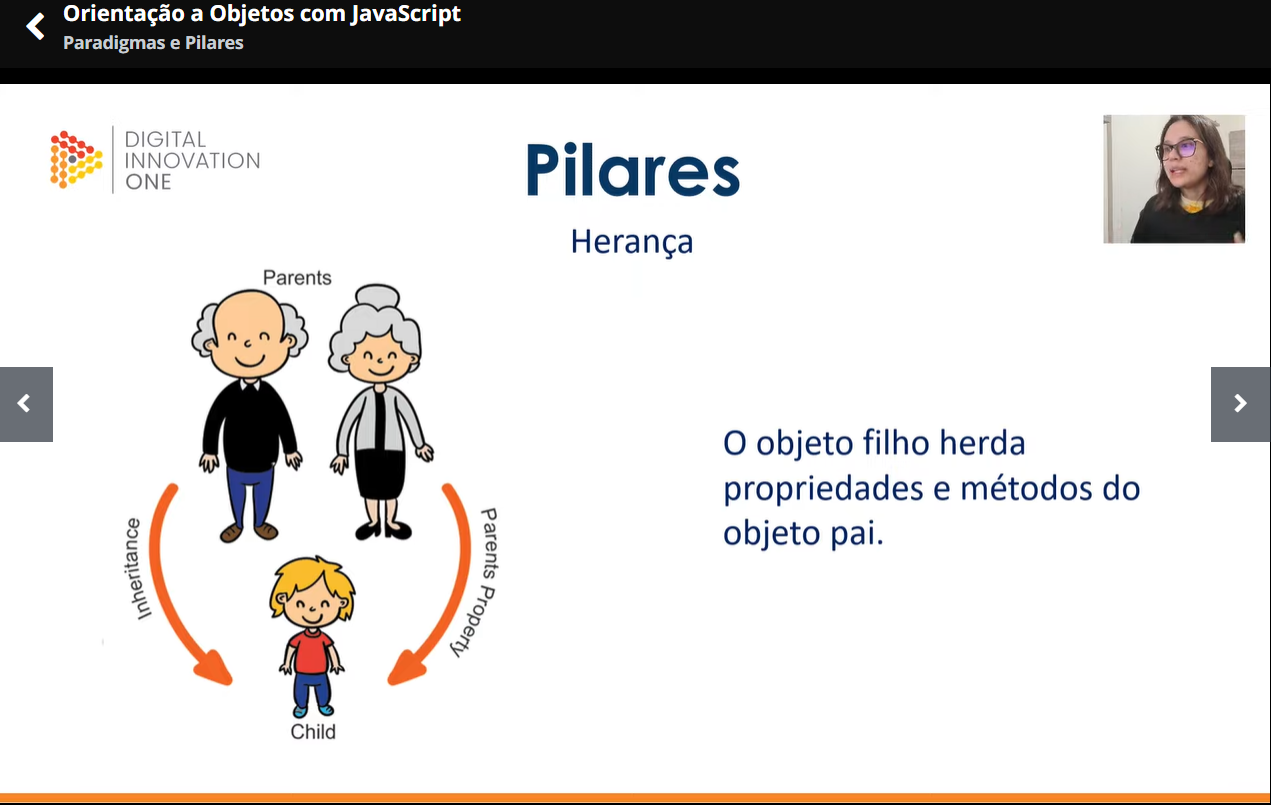 Orientação a Objetos com JavaScript
Paradigmas e Pilares
DIGITAL
INNOVATION
ONE
Pilares
Herança
Parents
Inheritance
Parents Property
Child
O objeto filho herda
propriedades e métodos do
objeto pai.